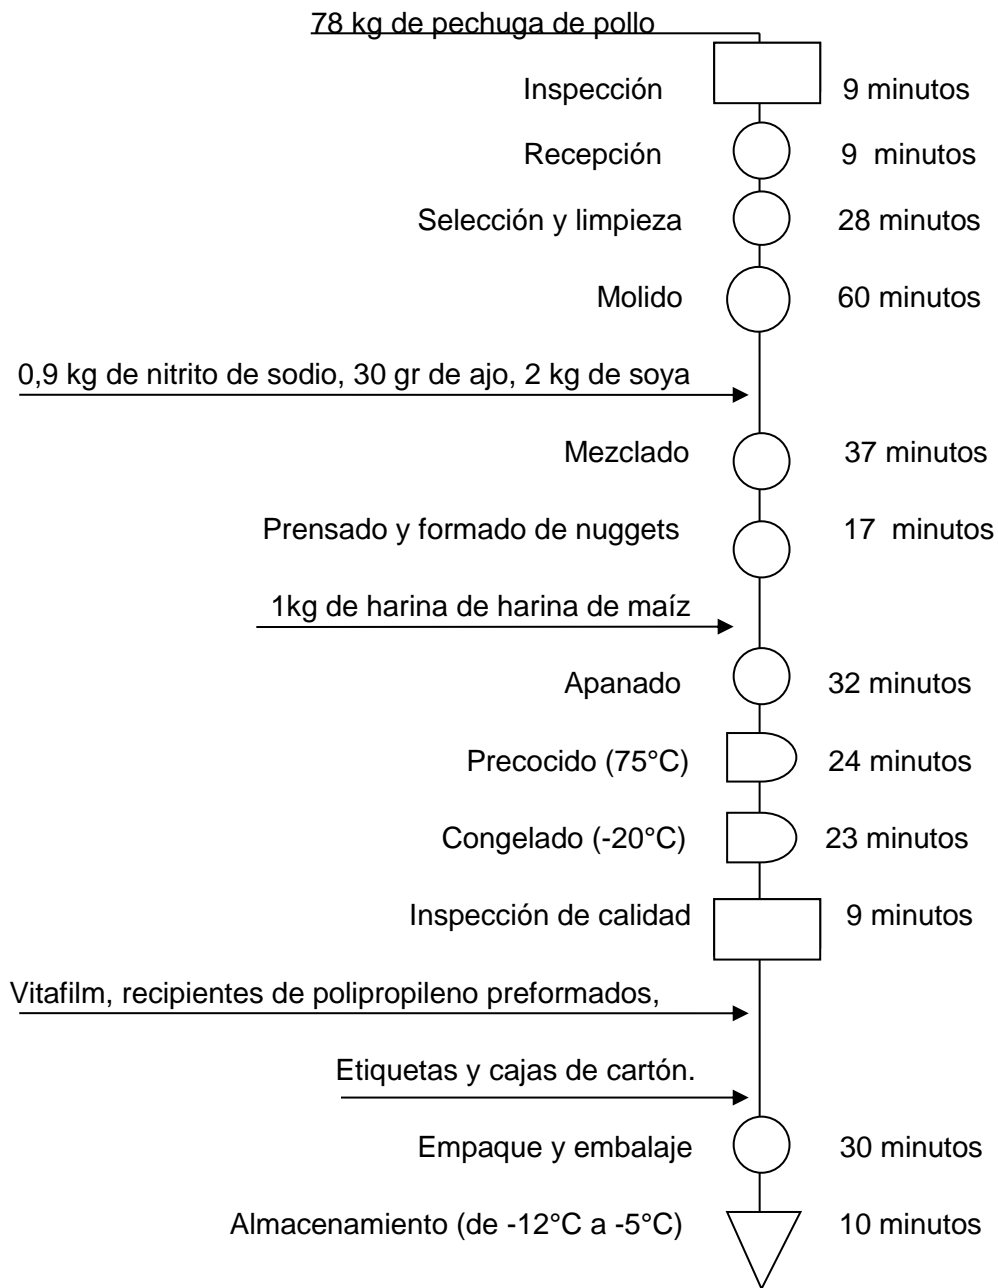 78 kg de pechuga de pollo
Inspección 9 minutos
Recepción 9 minutos
Selección y limpieza 28 minutos
Molido 60 minutos
0,9 kg de nitrito de sodio, 30 gr de ajo, 2 kg de soya
Mezclado 37 minutos
Prensado y formado de nuggets 17 minutos
1kg de harina de harina de maíz
Apanado 32 minutos
Precocido (75°C) 24 minutos
Congelado (-20°C) 23 minutos
Inspección de calidad 9 minutos
Vitafilm, recipientes de polipropileno preformados,
Etiquetas y cajas de cartón.
Empaque y embalaje 30 minutos
Almacenamiento (de -12°C a -5°C) 10 minutos